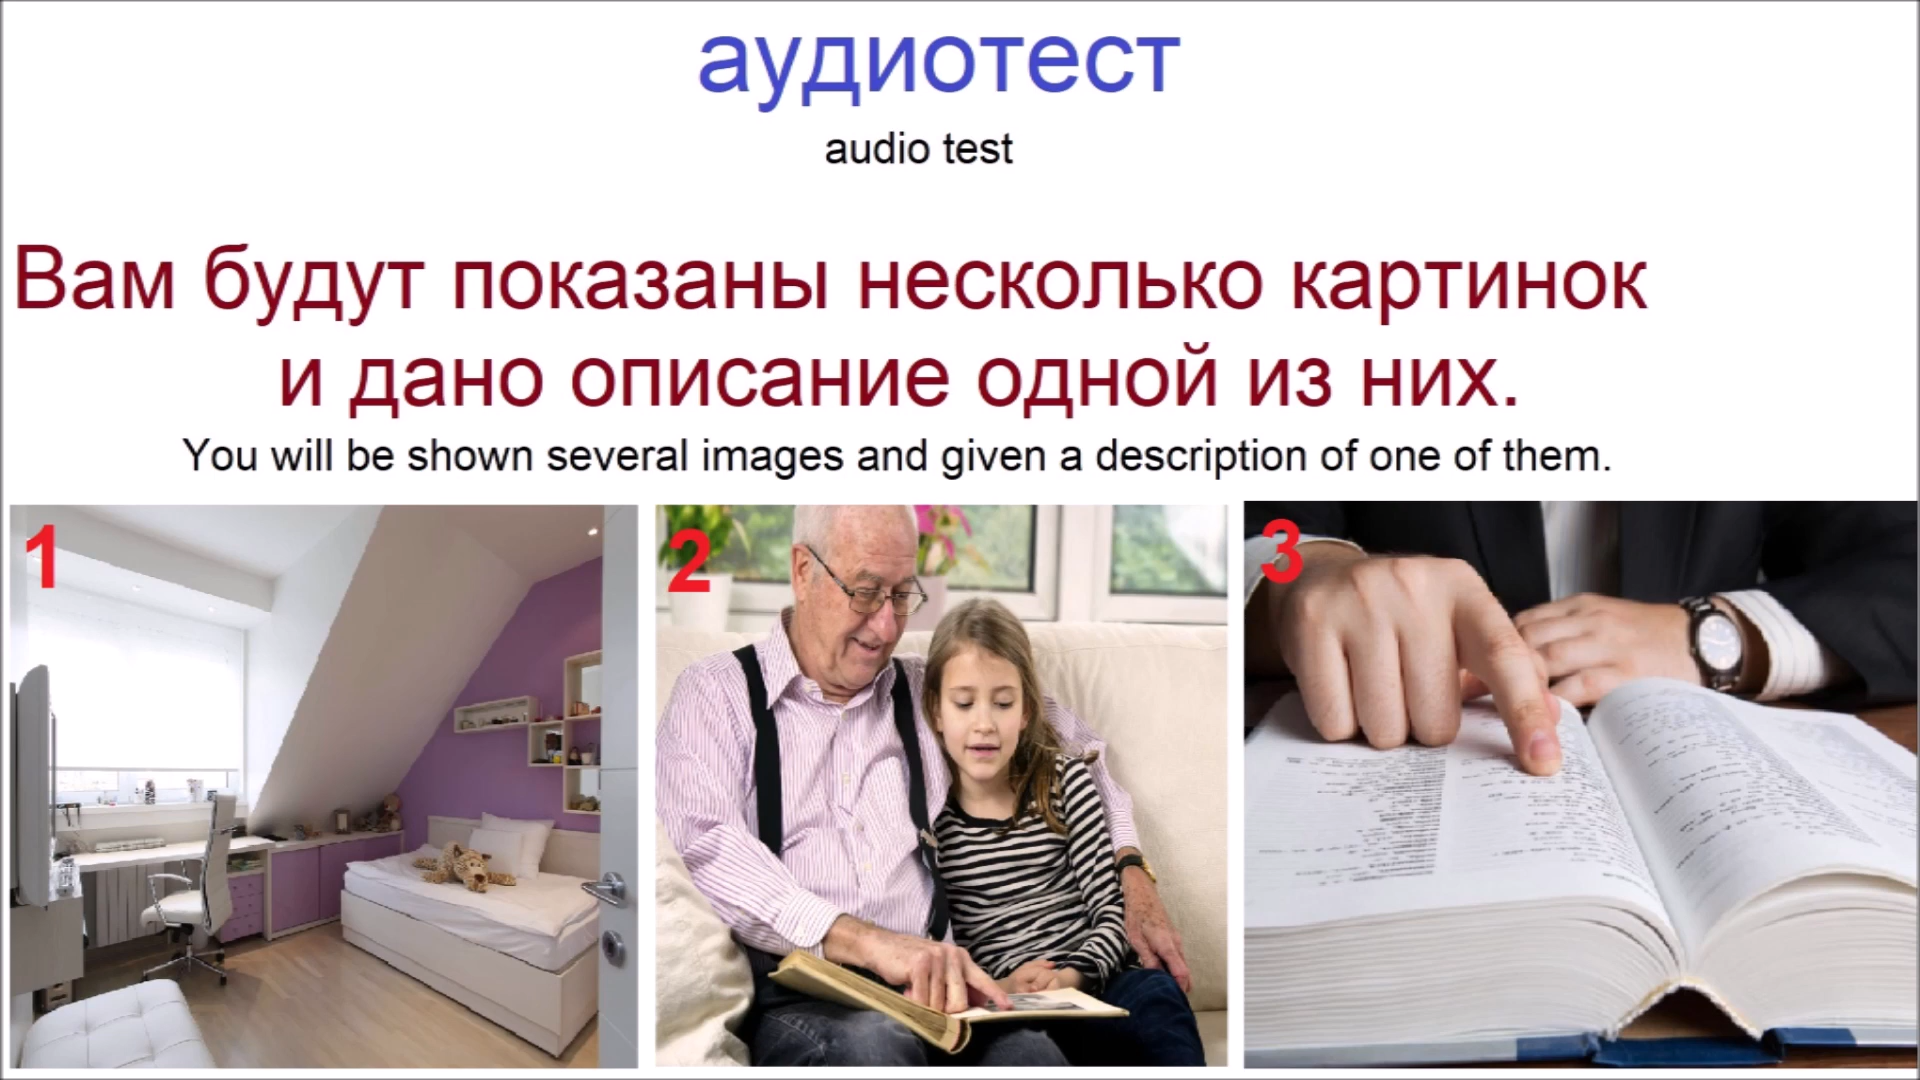 аудиотест
audio test
Вам будут показаны несколько картинок
и дано описание одной из них.
You will be shown several images and given a description of one of them.
1
2
3